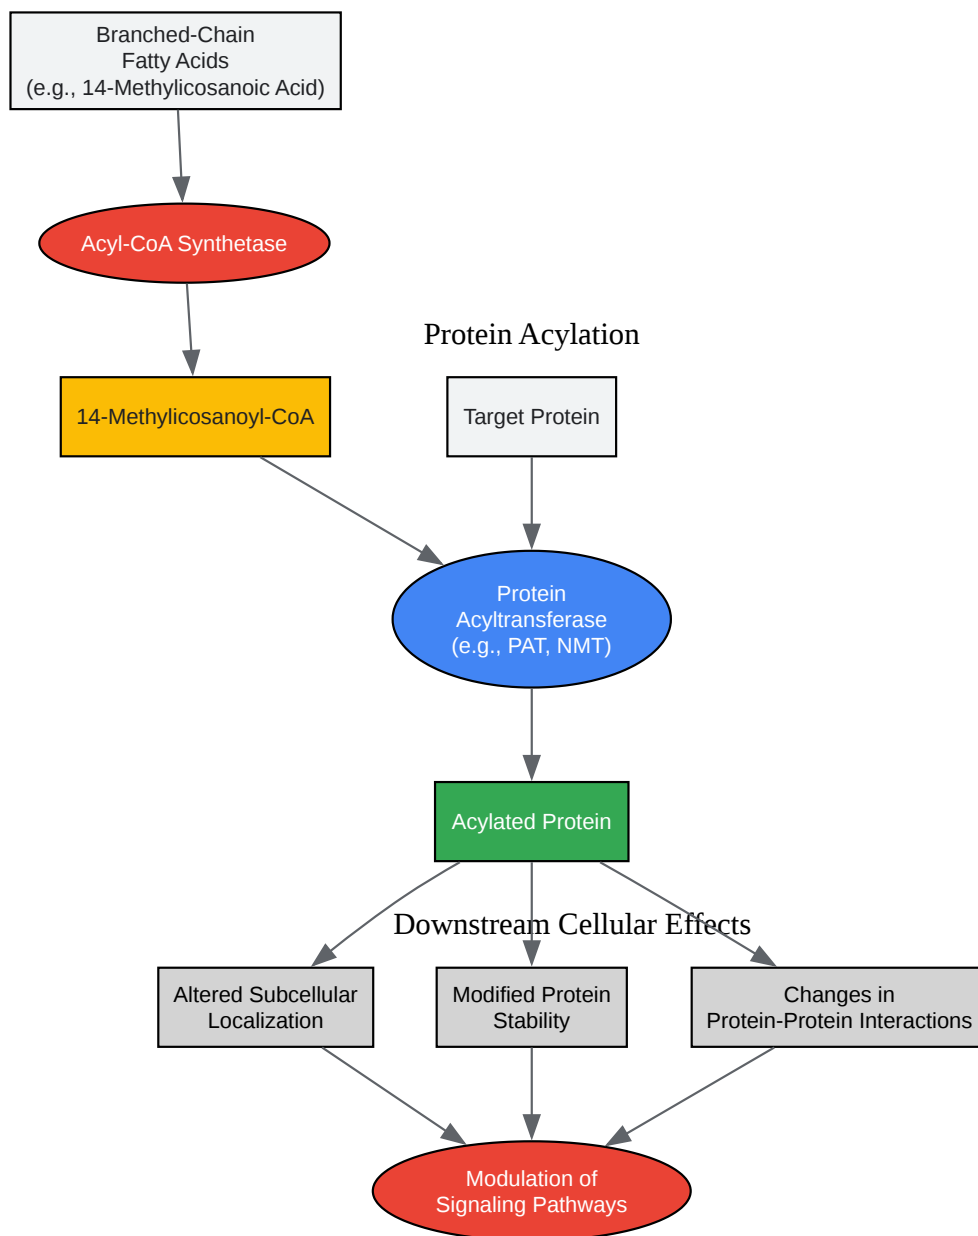 Branched-Chain
Fatty Acids
(e.g., 14-Methylicosanoic Acid)
Acyl-CoA Synthetase
Protein Acylation
14-Methylicosanoyl-CoA
Target Protein
Protein
Acyltransferase
(e.g., PAT, NMT)
Acylated Protein
Downstream Cellular Effects
Altered Subcellular
Localization
Modified Protein
Stability
Changes in
Protein-Protein Interactions
Modulation of
Signaling Pathways